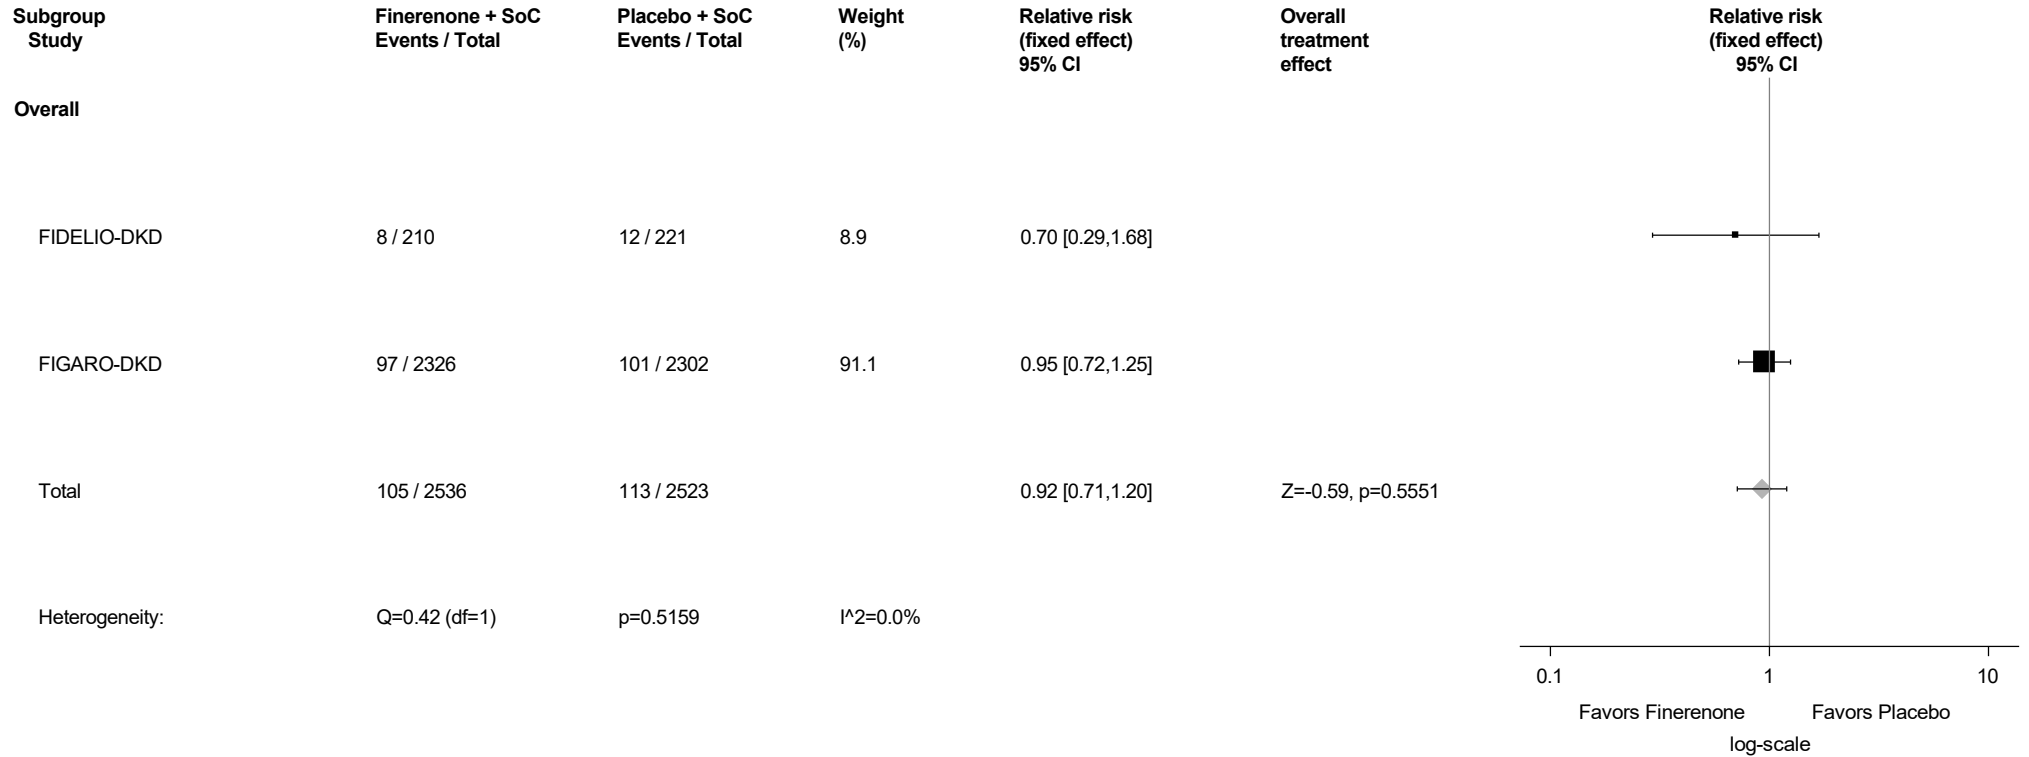 Subgroup Finerenone + SoC Placebo + SoC Weight Relative risk Overall Relative risk
Study Events / Total Events / Total (%) (fixed effect) treatment (fixed effect)
95% CI effect 95% CI
Overall
FIDELIO-DKD 8 / 210 12 / 221 8.9 0.70 [0.29,1.68]
FIGARO-DKD 97 / 2326 101 / 2302 91.1 0.95 [0.72,1.25]
Total 105 / 2536 113 / 2523 0.92 [0.71,1.20] Z=-0.59, p=0.5551
Heterogeneity: Q=0.42 (df=1) p=0.5159 I^2=0.0%
0.1 1 10
Favors Finerenone Favors Placebo
log-scale